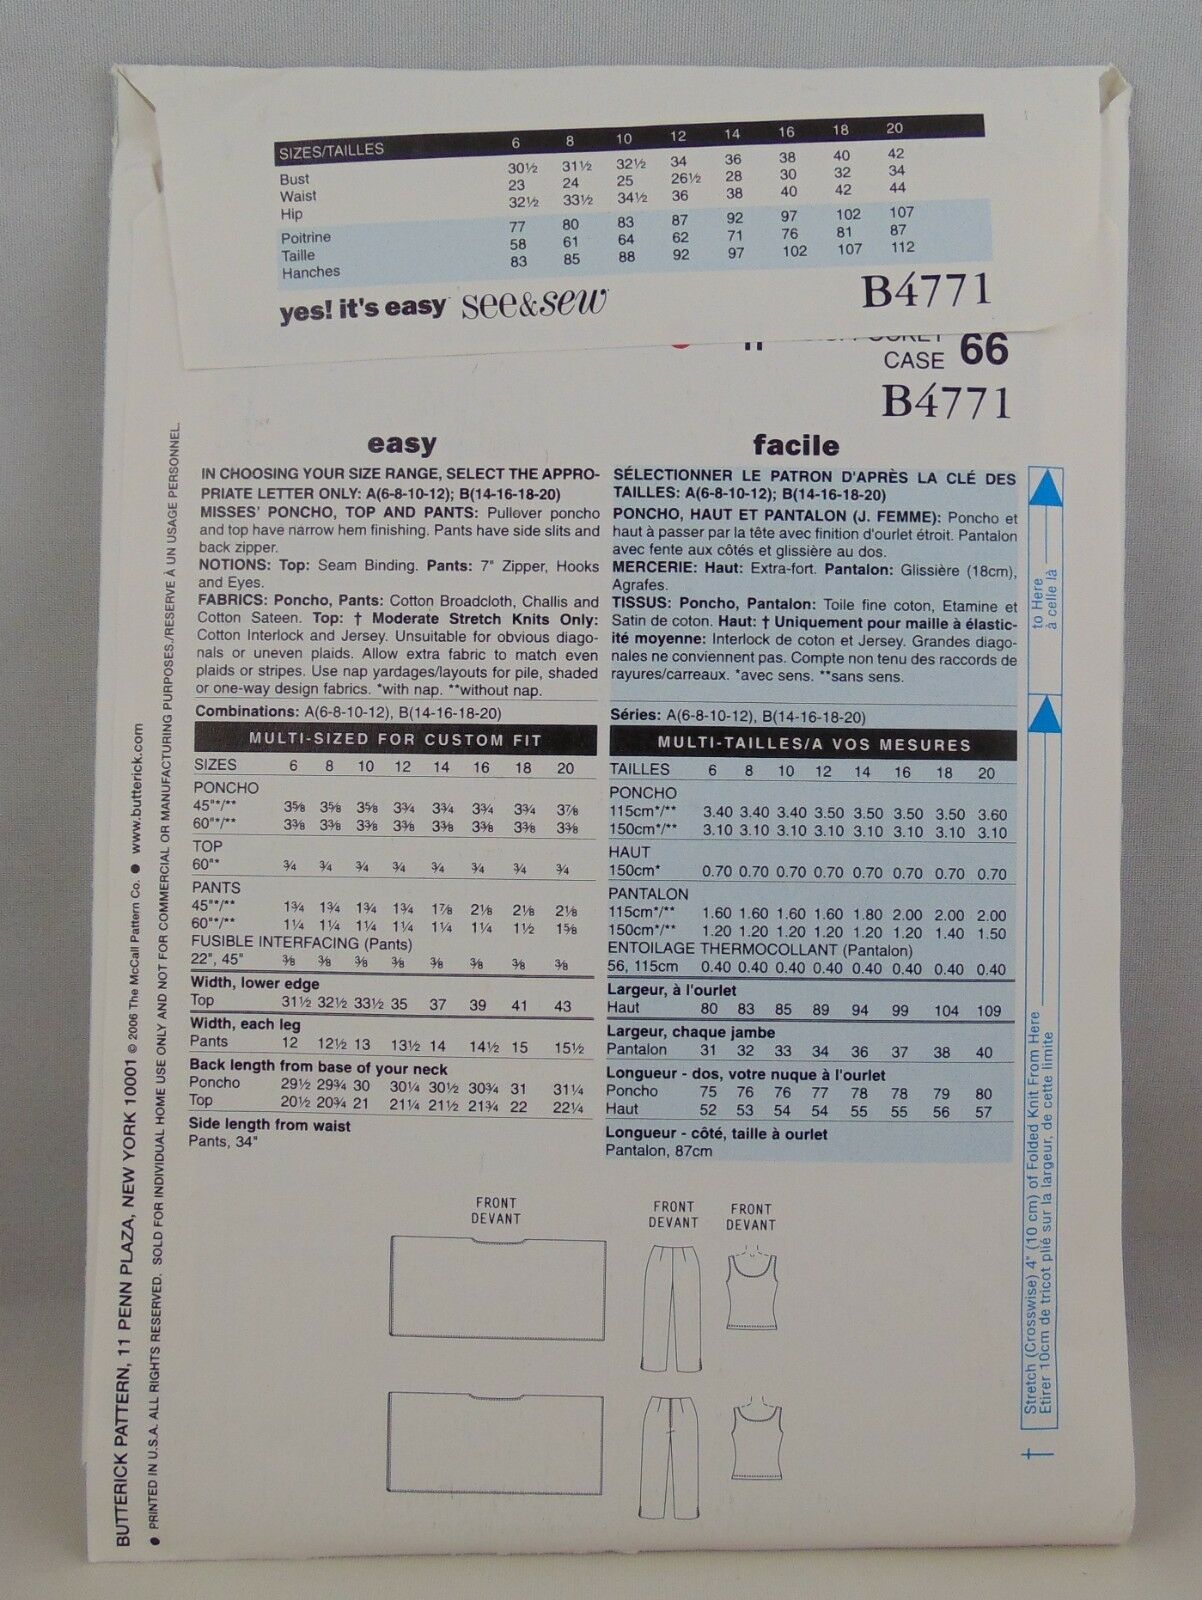 SIZES/TAILLES 6 8 10 12 14 16 18 20
Bust 30½ 31½ 32½ 34 36 38 40 42
Waist 23 24 25 26½ 28 30 32 34
Hip 32½ 33½ 34½ 36 38 40 42 44
Poitrine 77 80 83 87 92 97 102 107
Taille 58 61 64 62 71 76 81 87
Hanches 83 85 88 92 97 102 107 112
yes! it's easy see&sew B4771
CASE 66
B4771
easy
IN CHOOSING YOUR SIZE RANGE, SELECT THE APPRO-
PRIATE LETTER ONLY: A(6-8-10-12); B(14-16-18-20)
MISSES' PONCHO, TOP AND PANTS: Pullover poncho
and top have narrow hem finishing. Pants have side slits and
back zipper.
NOTIONS: Top: Seam Binding. Pants: 7" Zipper, Hooks
and Eyes.
FABRICS: Poncho, Pants: Cotton Broadcloth, Challis and
Cotton Sateen. Top: † Moderate Stretch Knits Only:
Cotton Interlock and Jersey. Unsuitable for obvious diago-
nals or uneven plaids. Allow extra fabric to match even
plaids or stripes. Use nap yardages/layouts for pile, shaded
or one-way design fabrics. *with nap. **without nap.
Combinations: A(6-8-10-12), B(14-16-18-20)
MULTI-SIZED FOR CUSTOM FIT
SIZES 6 8 10 12 14 16 18 20
PONCHO
45"*/** 3⅝ 3⅝ 3⅝ 3¾ 3¾ 3¾ 3¾ 3⅞
60"*/** 3⅜ 3⅜ 3⅜ 3⅜ 3⅜ 3⅜ 3⅜ 3⅜
TOP
60"* ¾ ¾ ¾ ¾ ¾ ¾ ¾ ¾
PANTS
45"*/** 1¾ 1¾ 1¾ 1¾ 1⅞ 2⅛ 2⅛ 2⅛
60"*/** 1¼ 1¼ 1¼ 1¼ 1¼ 1¼ 1½ 1⅝
FUSIBLE INTERFACING (Pants)
22", 45" ⅜ ⅜ ⅜ ⅜ ⅜ ⅜ ⅜ ⅜
Width, lower edge
Top 31½ 32½ 33½ 35 37 39 41 43
Width, each leg
Pants 12 12½ 13 13½ 14 14½ 15 15½
Back length from base of your neck
Poncho 29½ 29¾ 30 30¼ 30½ 30¾ 31 31¼
Top 20½ 20¾ 21 21¼ 21½ 21¾ 22 22¼
Side length from waist
Pants, 34"
facile
SÉLECTIONNER LE PATRON D'APRÈS LA CLÉ DES
TAILLES: A(6-8-10-12); B(14-16-18-20)
PONCHO, HAUT ET PANTALON (J. FEMME): Poncho et
haut à passer par la tête avec finition d'ourlet étroit. Pantalon
avec fente aux côtés et glissière au dos.
MERCERIE: Haut: Extra-fort. Pantalon: Glissière (18cm),
Agrafes.
TISSUS: Poncho, Pantalon: Toile fine coton, Etamine et
Satin de coton. Haut: † Uniquement pour maille à élastic-
ité moyenne: Interlock de coton et Jersey. Grandes diago-
nales ne conviennent pas. Compte non tenu des raccords de
rayures/carreaux. *avec sens. **sans sens.
Séries: A(6-8-10-12), B(14-16-18-20)
MULTI-TAILLES/A VOS MESURES
TAILLES 6 8 10 12 14 16 18 20
PONCHO
115cm*/** 3.40 3.40 3.40 3.50 3.50 3.50 3.50 3.60
150cm*/** 3.10 3.10 3.10 3.10 3.10 3.10 3.10 3.10
HAUT
150cm* 0.70 0.70 0.70 0.70 0.70 0.70 0.70 0.70
PANTALON
115cm*/** 1.60 1.60 1.60 1.60 1.80 2.00 2.00 2.00
150cm*/** 1.20 1.20 1.20 1.20 1.20 1.20 1.40 1.50
ENTOILAGE THERMOCOLLANT (Pantalon)
56, 115cm 0.40 0.40 0.40 0.40 0.40 0.40 0.40 0.40
Largeur, à l'ourlet
Haut 80 83 85 89 94 99 104 109
Largeur, chaque jambe
Pantalon 31 32 33 34 36 37 38 40
Longueur - dos, votre nuque à l'ourlet
Poncho 75 76 76 77 78 78 79 80
Haut 52 53 54 54 55 55 56 57
Longueur - côté, taille à ourlet
Pantalon, 87cm
FRONT
DEVANT
FRONT
DEVANT
FRONT
DEVANT
BUTTERICK PATTERN, 11 PENN PLAZA, NEW YORK 10001 © 2006 The McCall Pattern Co. ● www.butterick.com
● PRINTED IN U.S.A. ALL RIGHTS RESERVED. SOLD FOR INDIVIDUAL HOME USE ONLY AND NOT FOR COMMERCIAL OR MANUFACTURING PURPOSES./RESERVÉ À UN USAGE PERSONNEL.
† Stretch (Crosswise) 4" (10 cm) of Folded Knit From Here
Etirer 10cm de tricot plié sur la largeur, de cette limite
to Here
à celle là